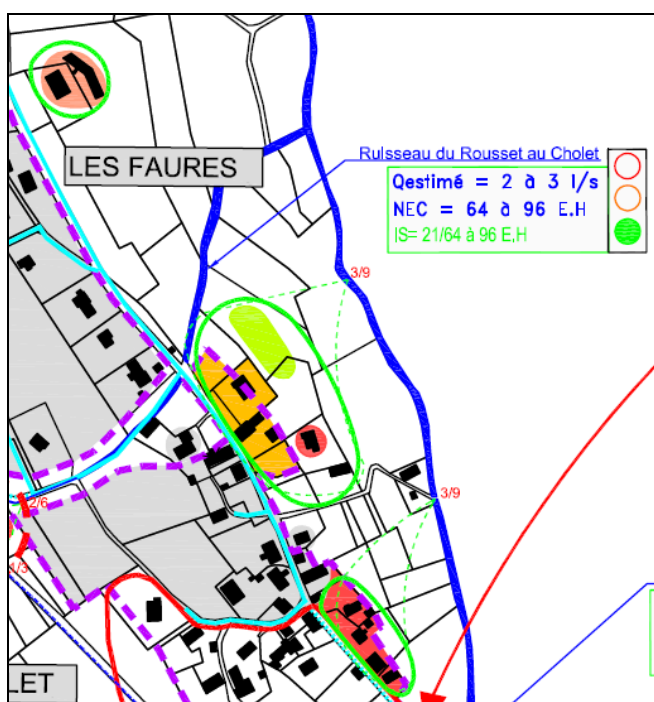 LES FAURES
Ruisseau du Rousset au Cholet
Qestimé = 2 à 3 l/s
NEC = 64 à 96 E.H
IS= 21/64 à 96 E.H
3/9
3/9
2/6
1/3
LET